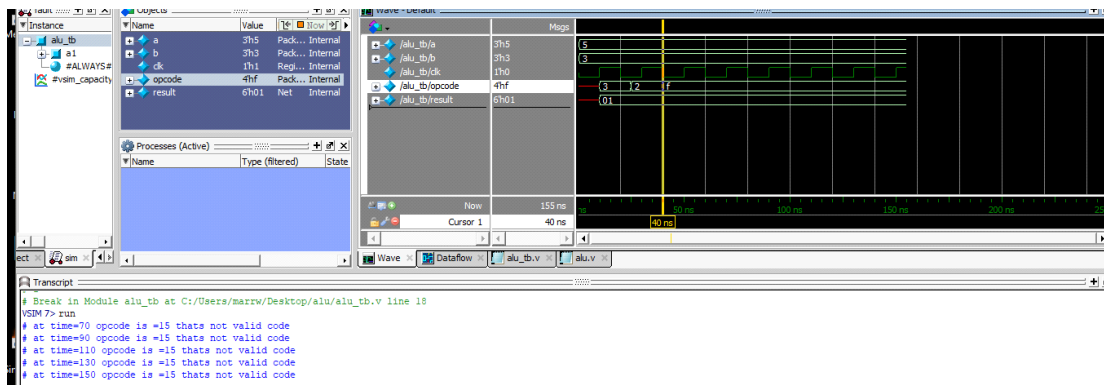 Objects
Wave - Default
Instance
alu_tb
a1
#ALWAYS#
#vsim_capacity
Name Value Now
a 3'h5 Pack... Internal
b 3'h3 Pack... Internal
clk 1'h1 Regi... Internal
opcode 4'hf Pack... Internal
result 6'h01 Net Internal
Processes (Active)
Name Type (filtered) State
Msgs
/alu_tb/a 3'h5 5
/alu_tb/b 3'h3 3
/alu_tb/clk 1'h0
/alu_tb/opcode 4'hf 3 2 f
/alu_tb/result 6'h01 01
Now 155 ns ns 50 ns 100 ns 150 ns 200 ns
Cursor 1 40 ns 40 ns
ect sim
Wave Dataflow alu_tb.v alu.v
Transcript
# Break in Module alu_tb at C:/Users/marrw/Desktop/alu/alu_tb.v line 18
VSIM 7> run
# at time=70 opcode is =15 thats not valid code
# at time=90 opcode is =15 thats not valid code
# at time=110 opcode is =15 thats not valid code
# at time=130 opcode is =15 thats not valid code
# at time=150 opcode is =15 thats not valid code